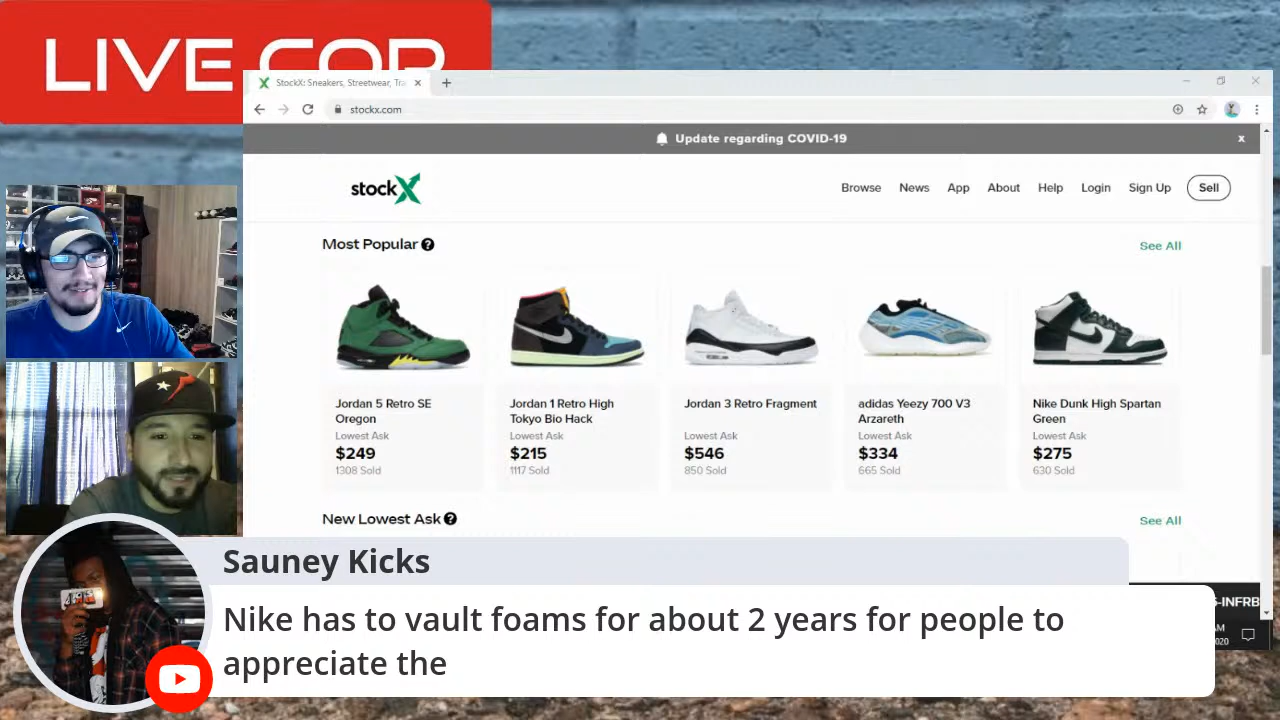 LIVE COP
StockX: Sneakers, Streetwear, Tra
stockx.com
Update regarding COVID-19
x
stockX
Browse News App About Help Login Sign Up Sell
Most Popular ?
See All
Jordan 5 Retro SE
Oregon
Lowest Ask
$249
1308 Sold
Jordan 1 Retro High
Tokyo Bio Hack
Lowest Ask
$215
1117 Sold
Jordan 3 Retro Fragment
Lowest Ask
$546
850 Sold
adidas Yeezy 700 V3
Arzareth
Lowest Ask
$334
665 Sold
Nike Dunk High Spartan
Green
Lowest Ask
$275
630 Sold
New Lowest Ask ?
See All
Sauney Kicks
Nike has to vault foams for about 2 years for people to
appreciate the
-INFRB
AM
2020